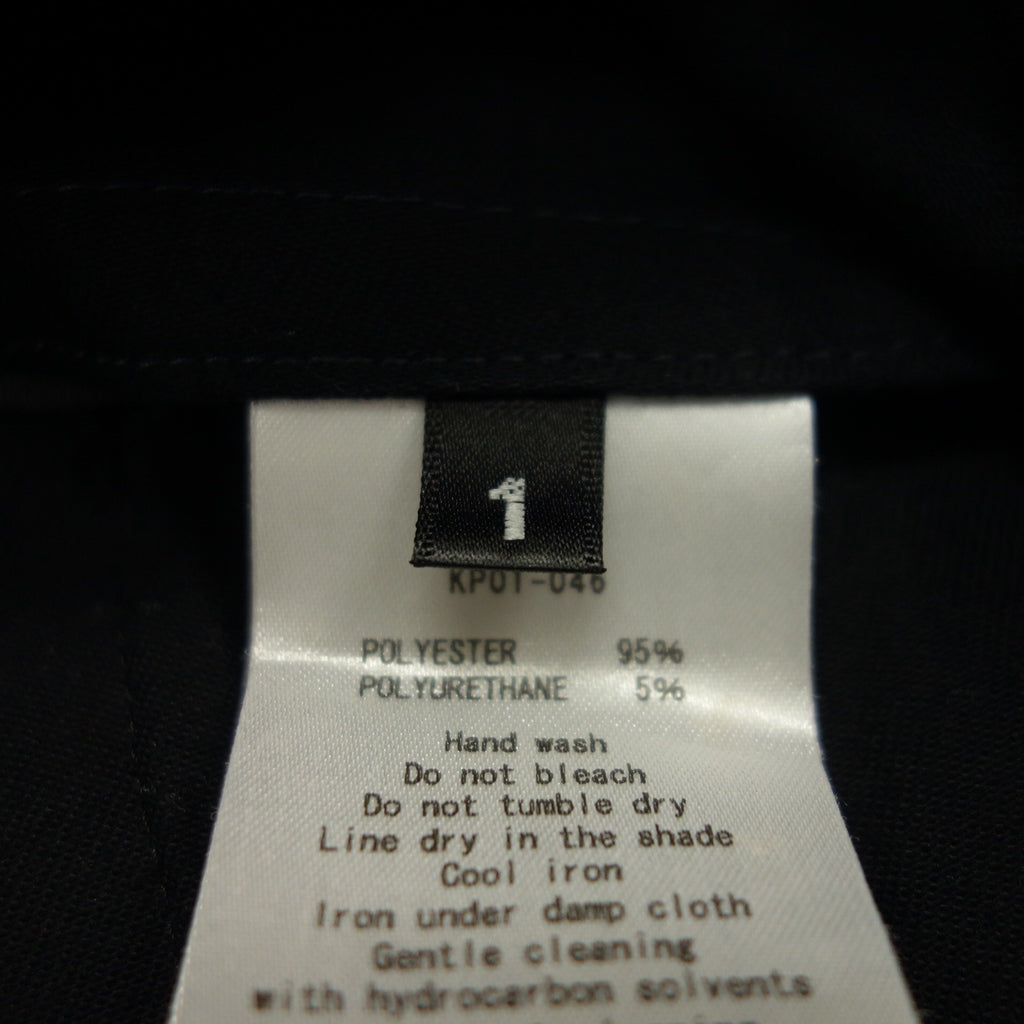 1
KP01-046
POLYESTER 95%
POLYURETHANE 5%
Hand wash
Do not bleach
Do not tumble dry
Line dry in the shade
Cool iron
Iron under damp cloth
Gentle cleaning
with hydrocarbon solvents